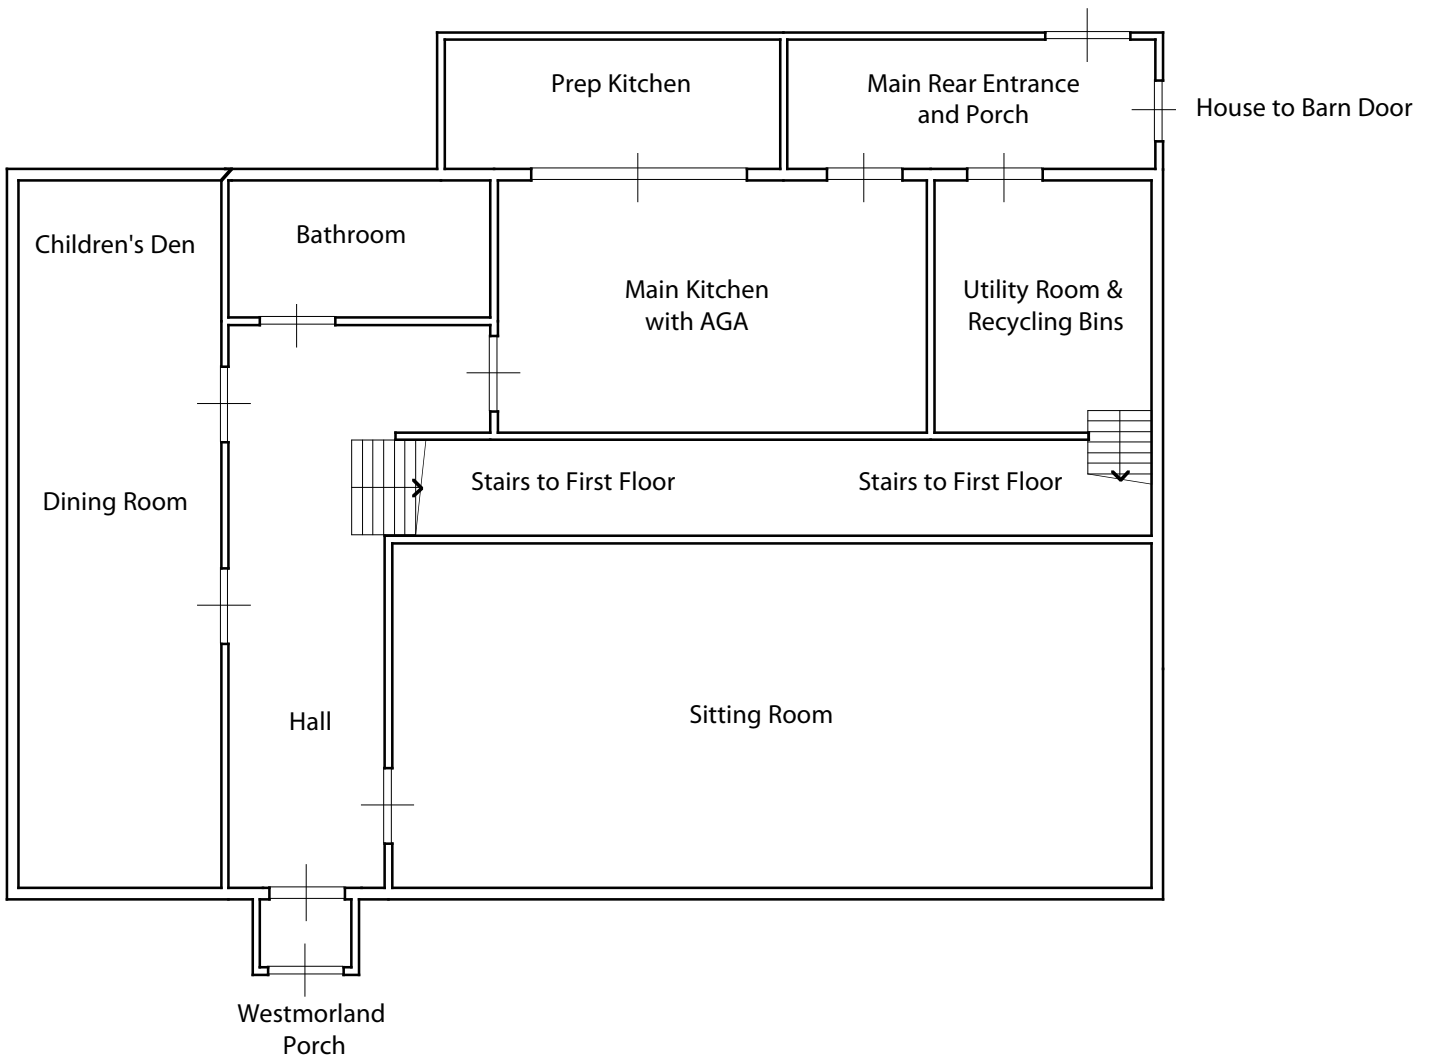 Prep Kitchen
Main Rear Entrance
and Porch
House to Barn Door
Children's Den
Bathroom
Main Kitchen
with AGA
Utility Room &
Recycling Bins
Dining Room
Stairs to First Floor
Stairs to First Floor
Hall
Sitting Room
Westmorland
Porch